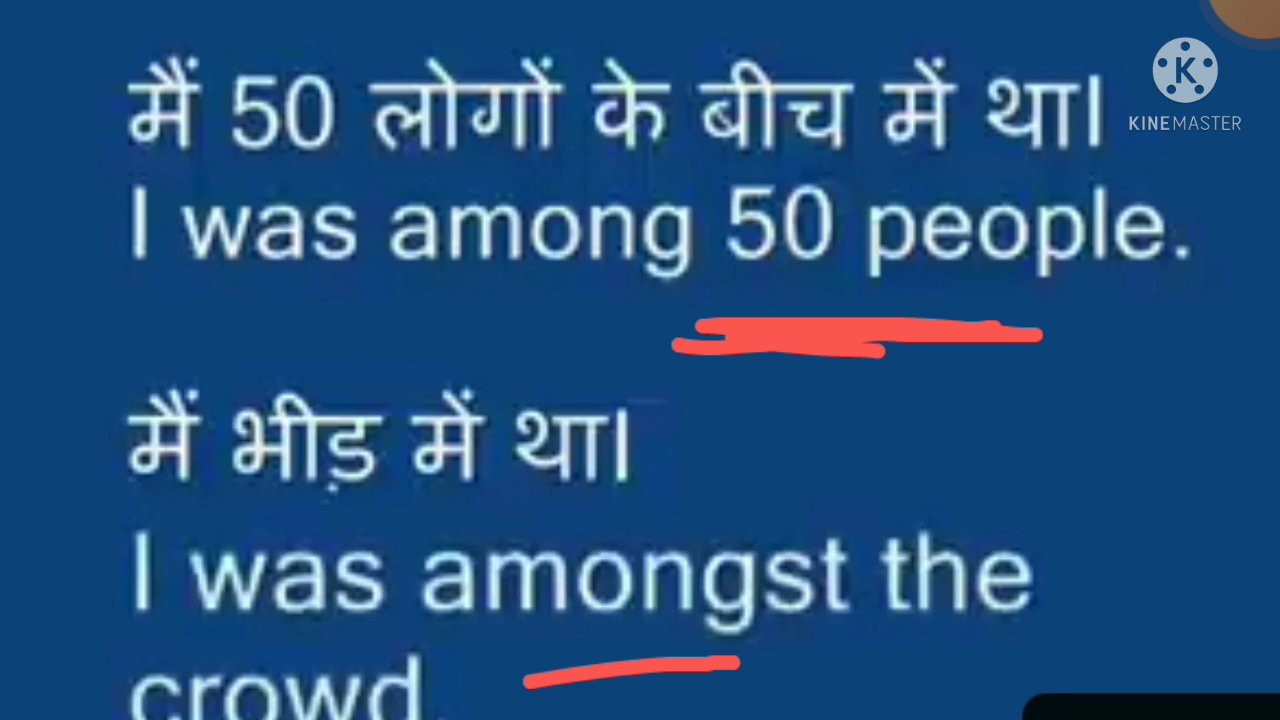 मैं 50 लोगों के बीच में था।
KINEMASTER
I was among 50 people.
मैं भीड़ में था।
I was amongst the
crowd.